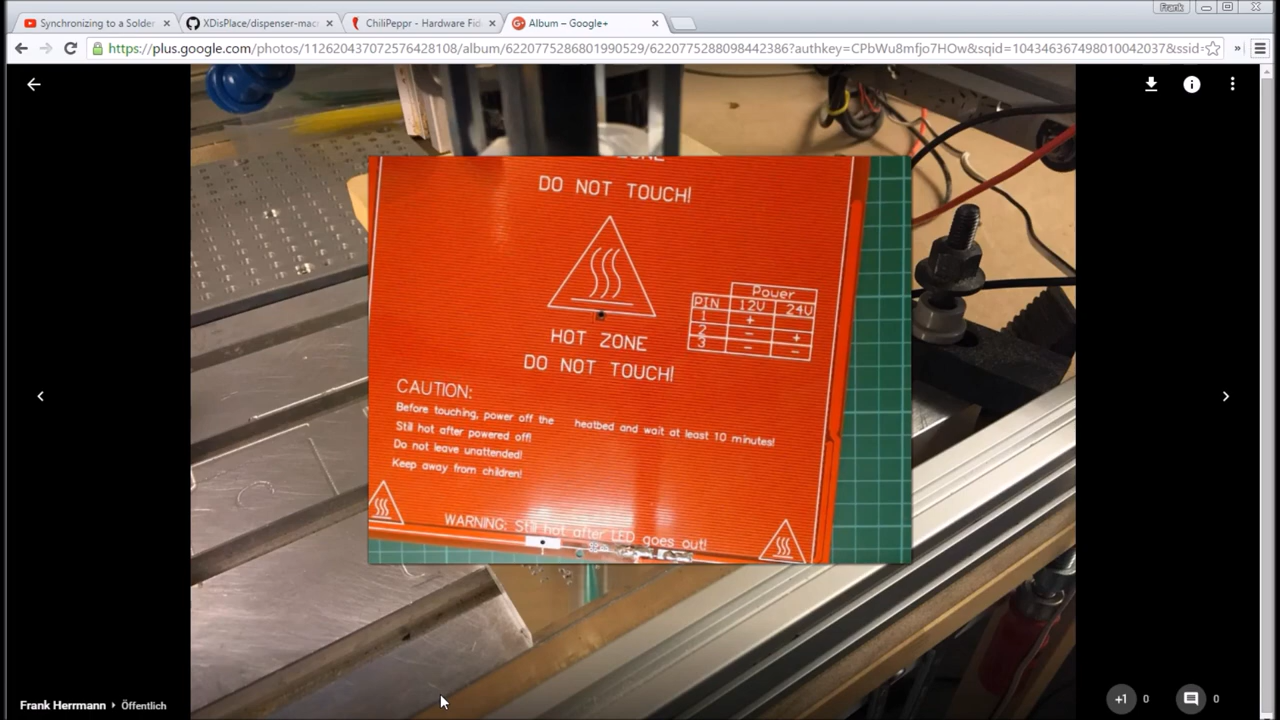 Frank
Synchronizing to a Solder
XDisPlace/dispenser-mac
ChiliPeppr - Hardware Fid
Album – Google+
https://plus.google.com/photos/112620437072576428108/album/6220775286801990529/6220775288098442386?authkey=CPbWu8mfjo7HOw&sqid=104346367498010042037&ssid=
DO NOT TOUCH!
Power
PIN 12V 24V
1 +
2 - +
3 - -
HOT ZONE
DO NOT TOUCH!
CAUTION:
Before touching, power off the heatbed and wait at least 10 minutes!
Still hot after powered off!
Do not leave unattended!
Keep away from children!
WARNING: Still hot after LED goes out!
Frank Herrmann Öffentlich
+1 0 0